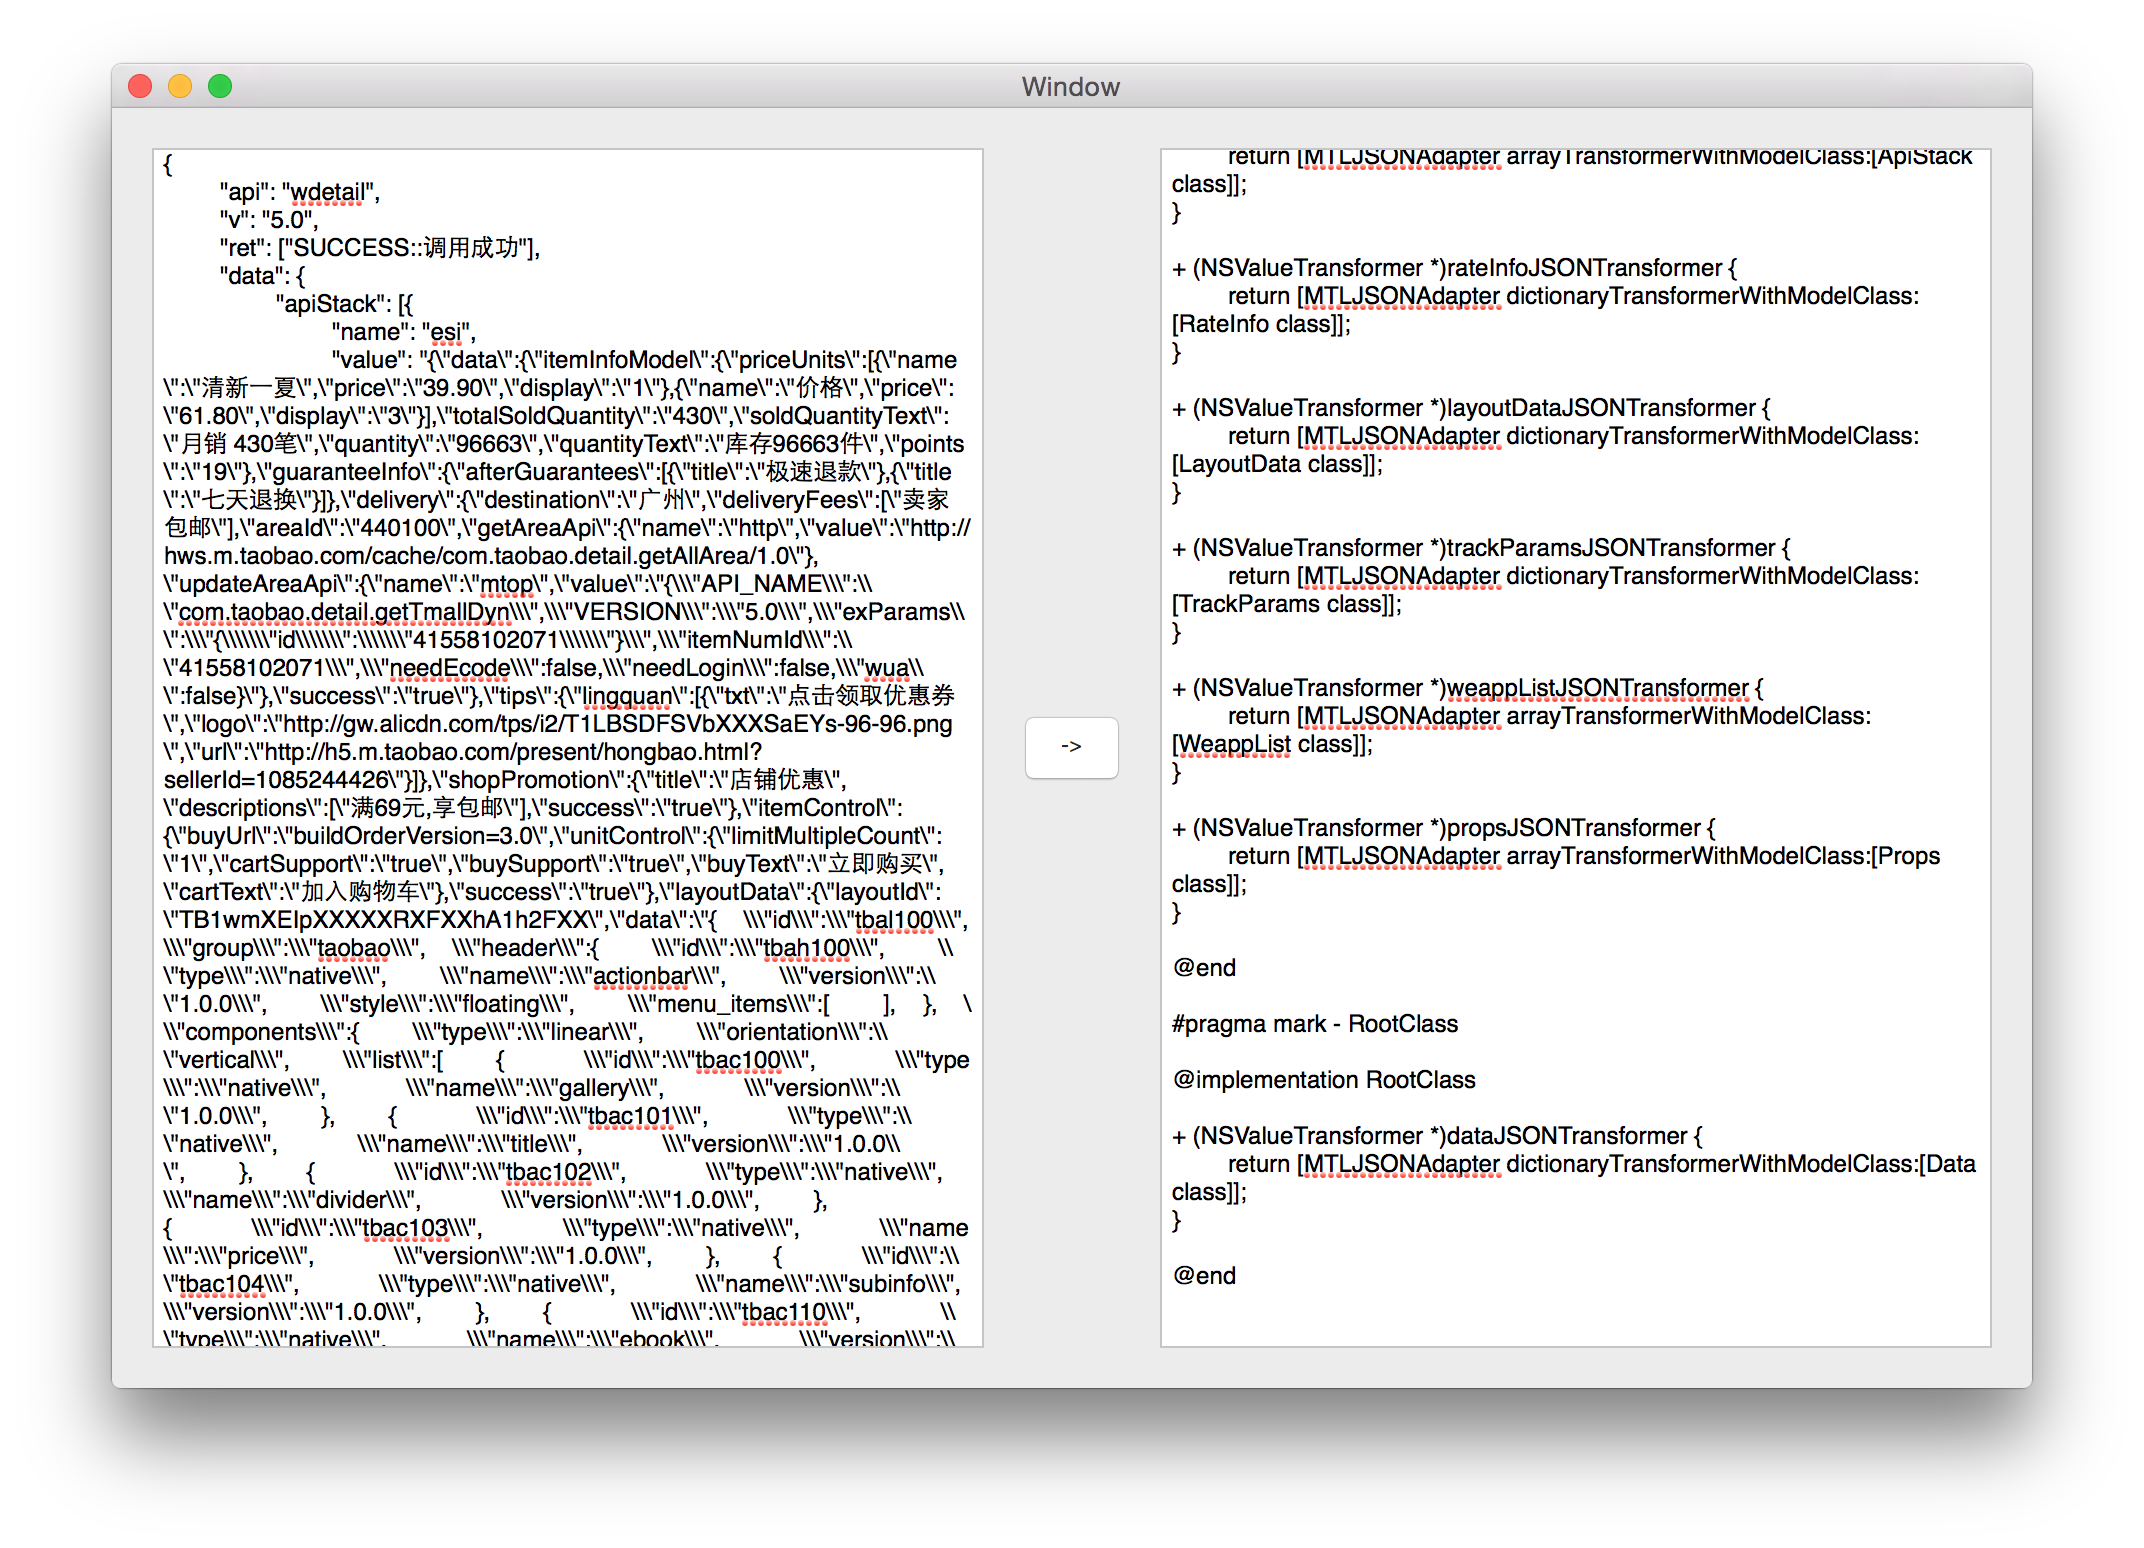 Window
{
"api": "wdetail",
"v": "5.0",
"ret": ["SUCCESS::调用成功"],
"data": {
"apiStack": [{
"name": "esi",
"value": "{\"data\":{\"itemInfoModel\":{\"priceUnits\":[{\"name
\":\"清新一夏\",\"price\":\"39.90\",\"display\":\"1\"},{\"name\":\"价格\",\"price\":
\"61.80\",\"display\":\"3\"}],\"totalSoldQuantity\":\"430\",\"soldQuantityText\":
\"月销 430笔\",\"quantity\":\"96663\",\"quantityText\":\"库存96663件\",\"points
\":\"19\"},\"guaranteeInfo\":{\"afterGuarantees\":[{\"title\":\"极速退款\"},{\"title
\":\"七天退换\"}]},\"delivery\":{\"destination\":\"广州\",\"deliveryFees\":[\"卖家
包邮\"],\"areaId\":\"440100\",\"getAreaApi\":{\"name\":\"http\",\"value\":\"http://
hws.m.taobao.com/cache/com.taobao.detail.getAllArea/1.0\"},
\"updateAreaApi\":{\"name\":\"mtop\",\"value\":\"{\\\"API_NAME\\\":\\
\"com.taobao.detail.getTmallDyn\\\",\\\"VERSION\\\":\\\"5.0\\\",\\\"exParams\\
\":\\\"{\\\\\\\"id\\\\\\\":\\\\\\\"41558102071\\\\\\\"}\\\",\\\"itemNumId\\\":\\
\"41558102071\\\",\\\"needEcode\\\":false,\\\"needLogin\\\":false,\\\"wua\\
\":false}\"},\"success\":\"true\"},\"tips\":{\"lingquan\":[{\"txt\":\"点击领取优惠券
\",\"logo\":\"http://gw.alicdn.com/tps/i2/T1LBSDFSVbXXXSaEYs-96-96.png
\",\"url\":\"http://h5.m.taobao.com/present/hongbao.html?
sellerId=1085244426\"}]},\"shopPromotion\":{\"title\":\"店铺优惠\",
\"descriptions\":[\"满69元,享包邮\"],\"success\":\"true\"},\"itemControl\":
{\"buyUrl\":\"buildOrderVersion=3.0\",\"unitControl\":{\"limitMultipleCount\":
\"1\",\"cartSupport\":\"true\",\"buySupport\":\"true\",\"buyText\":\"立即购买\",
\"cartText\":\"加入购物车\"},\"success\":\"true\"},\"layoutData\":{\"layoutId\":
\"TB1wmXEIpXXXXXRXFXXhA1h2FXX\",\"data\":\"{ \\\"id\\\":\\\"tbal100\\\",
\\\"group\\\":\\\"taobao\\\", \\\"header\\\":{ \\\"id\\\":\\\"tbah100\\\", \\
\"type\\\":\\\"native\\\", \\\"name\\\":\\\"actionbar\\\", \\\"version\\\":\\
\"1.0.0\\\", \\\"style\\\":\\\"floating\\\", \\\"menu_items\\\":[ ], }, \
\\"components\\\":{ \\\"type\\\":\\\"linear\\\", \\\"orientation\\\":\\
\"vertical\\\", \\\"list\\\":[ { \\\"id\\\":\\\"tbac100\\\", \\\"type
\\\":\\\"native\\\", \\\"name\\\":\\\"gallery\\\", \\\"version\\\":\\
\"1.0.0\\\", }, { \\\"id\\\":\\\"tbac101\\\", \\\"type\\\":\\
\"native\\\", \\\"name\\\":\\\"title\\\", \\\"version\\\":\\\"1.0.0\\
\", }, { \\\"id\\\":\\\"tbac102\\\", \\\"type\\\":\\\"native\\\",
\\\"name\\\":\\\"divider\\\", \\\"version\\\":\\\"1.0.0\\\", },
{ \\\"id\\\":\\\"tbac103\\\", \\\"type\\\":\\\"native\\\", \\\"name
\\\":\\\"price\\\", \\\"version\\\":\\\"1.0.0\\\", }, { \\\"id\\\":\\
\"tbac104\\\", \\\"type\\\":\\\"native\\\", \\\"name\\\":\\\"subinfo\\\",
\\\"version\\\":\\\"1.0.0\\\", }, { \\\"id\\\":\\\"tbac110\\\", \\
\"type\\\":\\\"native\\\", \\\"name\\\":\\\"ebook\\\", \\\"version\\\":\\
->
return [MTLJSONAdapter arrayTransformerWithModelClass:[ApiStack
class]];
}
+ (NSValueTransformer *)rateInfoJSONTransformer {
return [MTLJSONAdapter dictionaryTransformerWithModelClass:
[RateInfo class]];
}
+ (NSValueTransformer *)layoutDataJSONTransformer {
return [MTLJSONAdapter dictionaryTransformerWithModelClass:
[LayoutData class]];
}
+ (NSValueTransformer *)trackParamsJSONTransformer {
return [MTLJSONAdapter dictionaryTransformerWithModelClass:
[TrackParams class]];
}
+ (NSValueTransformer *)weappListJSONTransformer {
return [MTLJSONAdapter arrayTransformerWithModelClass:
[WeappList class]];
}
+ (NSValueTransformer *)propsJSONTransformer {
return [MTLJSONAdapter arrayTransformerWithModelClass:[Props
class]];
}
@end
#pragma mark - RootClass
@implementation RootClass
+ (NSValueTransformer *)dataJSONTransformer {
return [MTLJSONAdapter dictionaryTransformerWithModelClass:[Data
class]];
}
@end